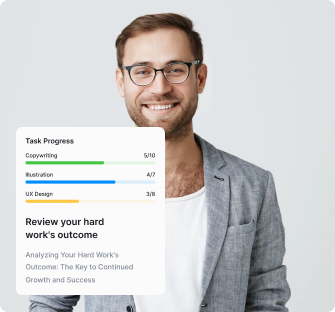 Task Progress
Copywriting 5/10
Illustration 4/7
UX Design 3/8
Review your hard
work's outcome
Analyzing Your Hard Work's
Outcome: The Key to Continued
Growth and Success